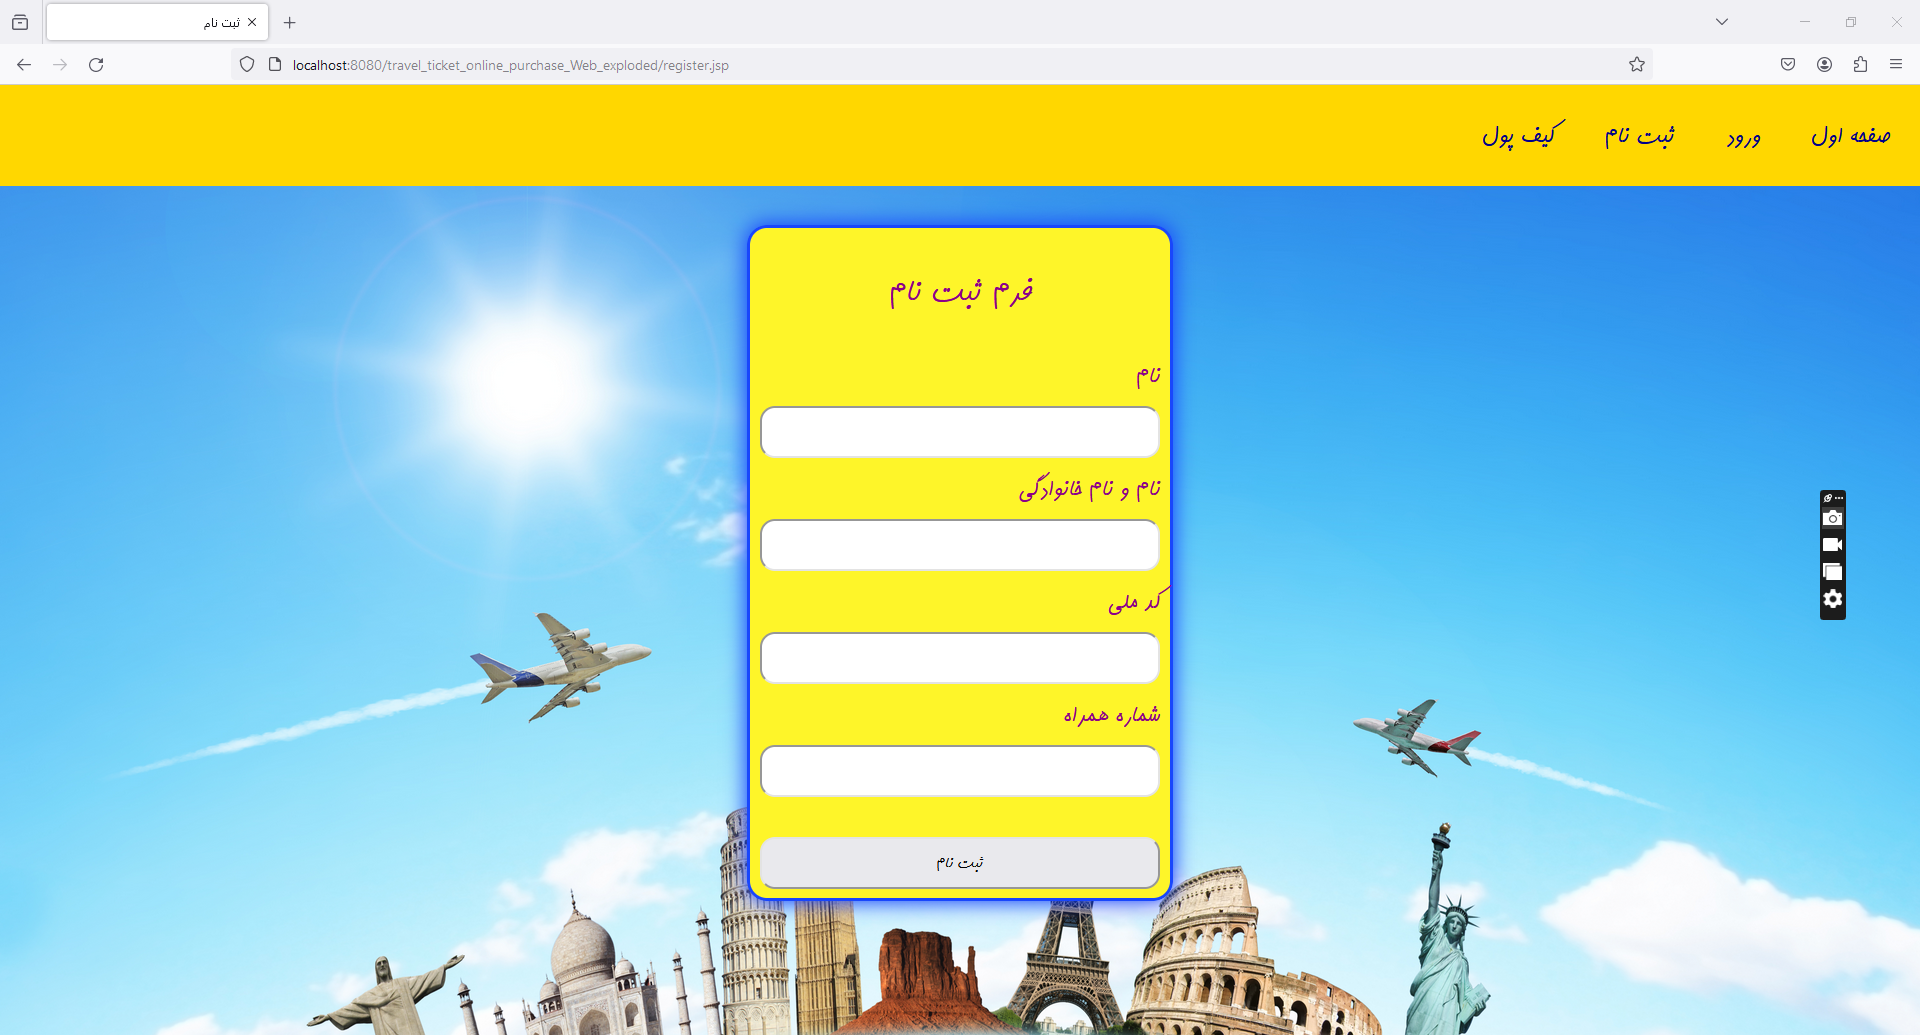 ثبت نام
localhost:8080/travel_ticket_online_purchase_Web_exploded/register.jsp
صفحه اول ورود ثبت نام کیف پول
فرم ثبت نام
نام
نام و نام خانوادگی
کد ملی
شماره همراه
ثبت نام